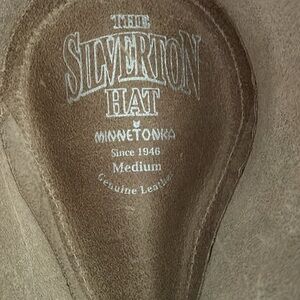 THE
SILVERTON
HAT
MINNETONKA
Since 1946
Medium
Genuine Leather